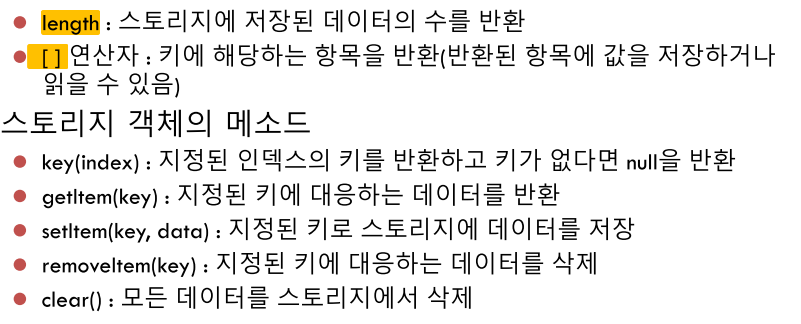 length : 스토리지에 저장된 데이터의 수를 반환
[ ] 연산자 : 키에 해당하는 항목을 반환(반환된 항목에 값을 저장하거나
읽을 수 있음)
스토리지 객체의 메소드
key(index) : 지정된 인덱스의 키를 반환하고 키가 없다면 null을 반환
getItem(key) : 지정된 키에 대응하는 데이터를 반환
setItem(key, data) : 지정된 키로 스토리지에 데이터를 저장
removeItem(key) : 지정된 키에 대응하는 데이터를 삭제
clear() : 모든 데이터를 스토리지에서 삭제